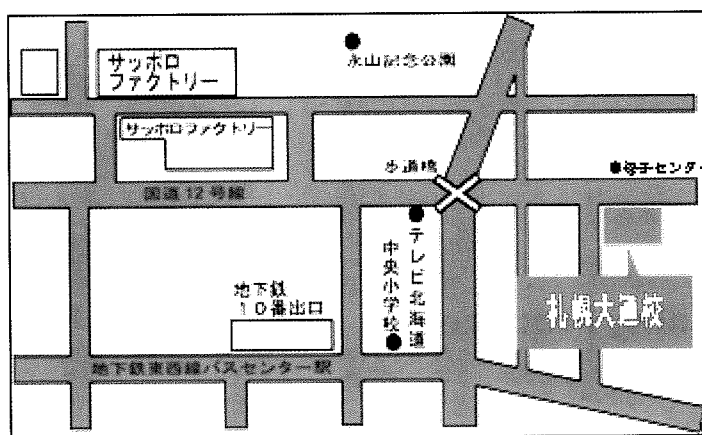 サッポロ
ファクトリー
永山記念公園
サッポロファクトリー
歩道橋
母子センター
国道12号線
テレビ北海道
中央小学校
地下鉄
10番出口
札幌大通校
地下鉄東西線バスセンター駅